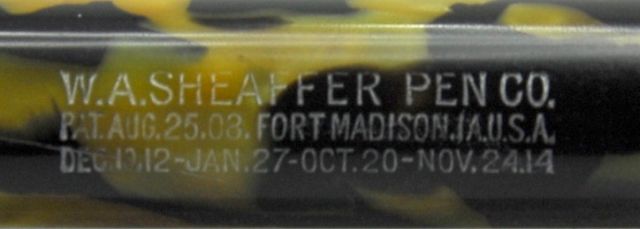 W.A.SHEAFFER PEN CO.
PAT.AUG.25.08. FORT MADISON.IA.U.S.A.
DEC.10.12-JAN.27-OCT.20-NOV.24.14